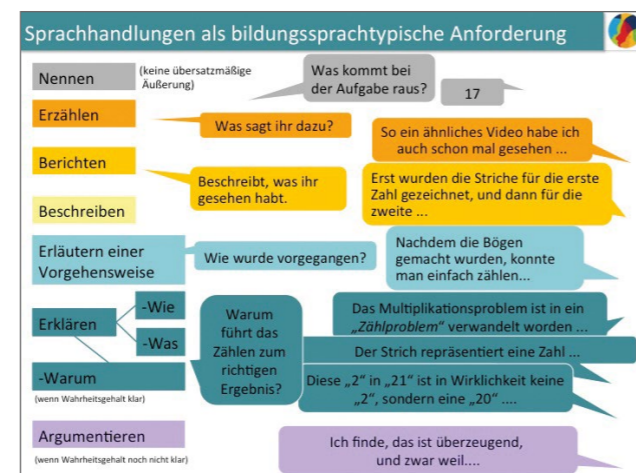 Sprachhandlungen als bildungssprachtypische Anforderung
Nennen
(keine übersatzmäßige
Äußerung)
Was kommt bei
der Aufgabe raus?
17
Erzählen
Was sagt ihr dazu?
So ein ähnliches Video habe ich
auch schon mal gesehen ...
Berichten
Beschreibt, was ihr
gesehen habt.
Erst wurden die Striche für die erste
Zahl gezeichnet, und dann für die
zweite ...
Beschreiben
Erläutern einer
Vorgehensweise
Wie wurde vorgegangen?
Nachdem die Bögen
gemacht wurden, konnte
man einfach zählen...
Erklären
-Wie
-Was
-Warum
(wenn Wahrheitsgehalt klar)
Warum
führt das
Zählen zum
richtigen
Ergebnis?
Das Multiplikationsproblem ist in ein
„Zählproblem“ verwandelt worden ...
Der Strich repräsentiert eine Zahl ...
Diese „2“ in „21“ ist in Wirklichkeit keine
„2“, sondern eine „20“ ....
Argumentieren
(wenn Wahrheitsgehalt noch nicht klar)
Ich finde, das ist überzeugend,
und zwar weil....